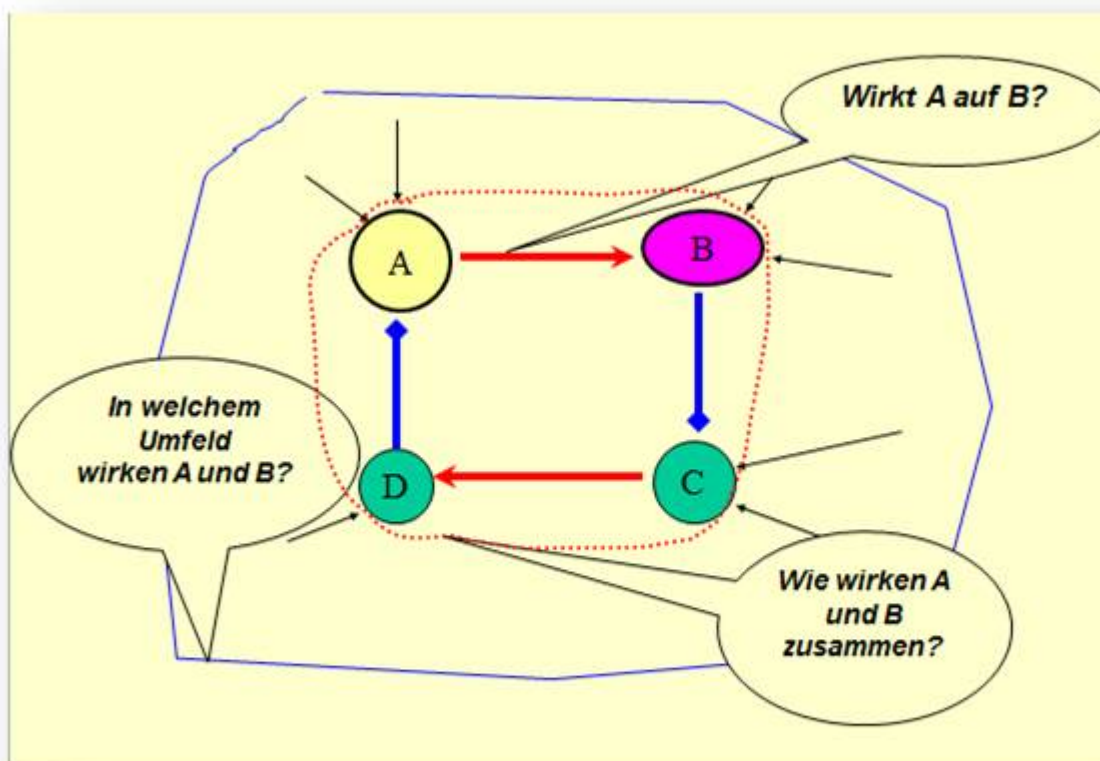 Wirkt A auf B?
A
B
In welchem
Umfeld
wirken A und B?
D
C
Wie wirken A
und B
zusammen?